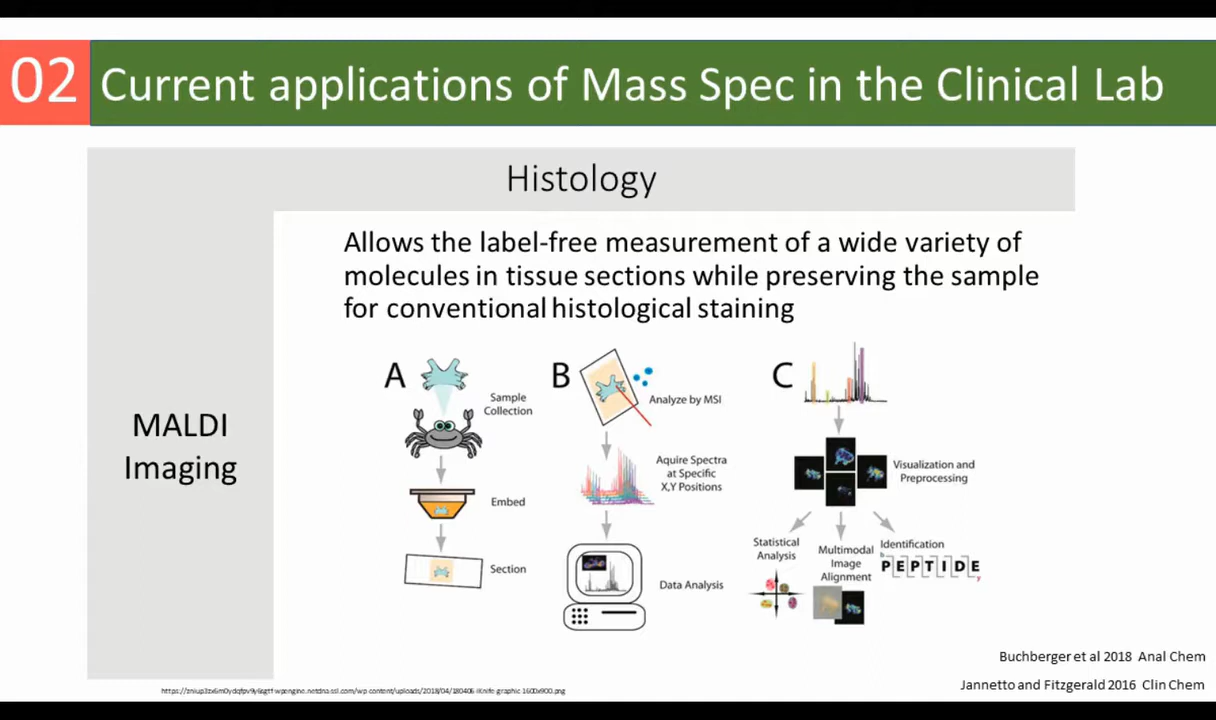 02 Current applications of Mass Spec in the Clinical Lab
Histology
MALDI
Imaging
Allows the label-free measurement of a wide variety of
molecules in tissue sections while preserving the sample
for conventional histological staining
A
Sample
Collection
Embed
Section
B
Analyze by MSI
Aquire Spectra
at Specific
X,Y Positions
Data Analysis
C
Visualization and
Preprocessing
Statistical
Analysis
Multimodal
Image
Alignment
Identification
PEPTIDE
Buchberger et al 2018 Anal Chem
Jannetto and Fitzgerald 2016 Clin Chem